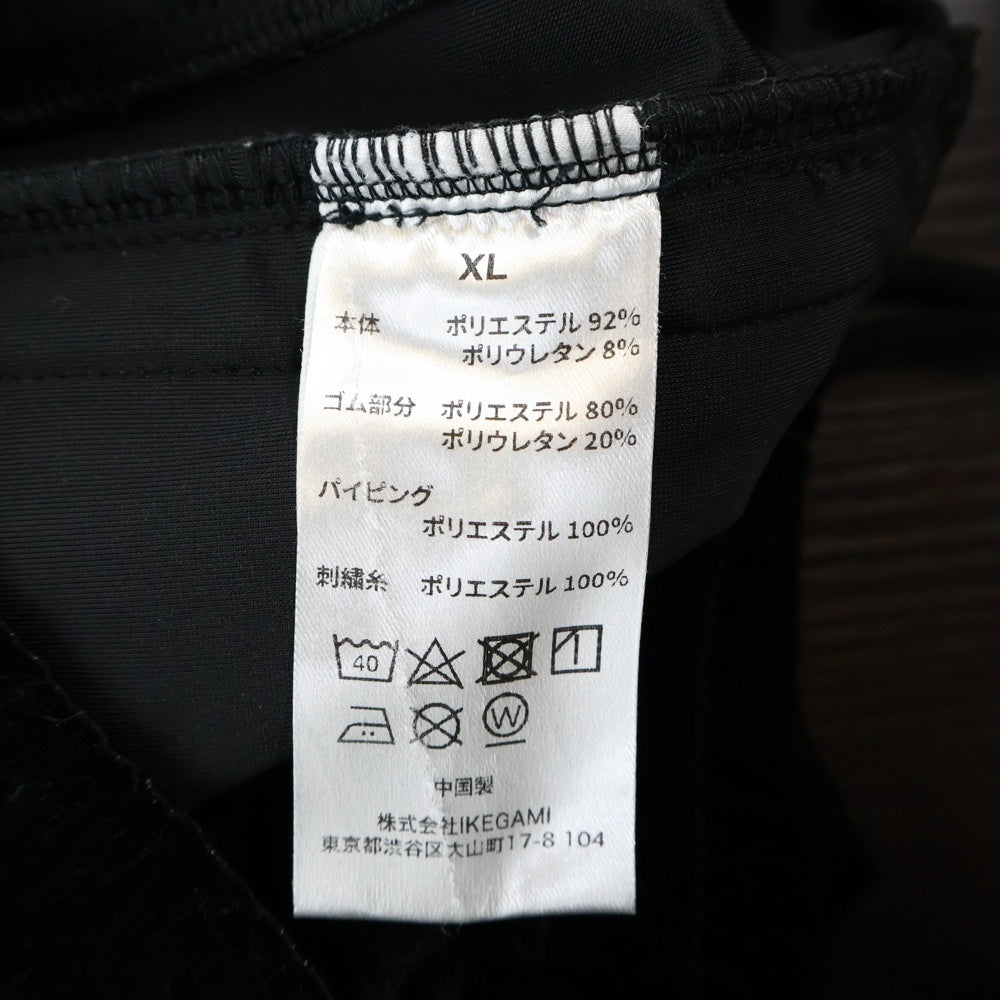 XL
本体 ポリエステル 92%
ポリウレタン 8%
ゴム部分 ポリエステル 80%
ポリウレタン 20%
パイピング
ポリエステル 100%
刺繍糸 ポリエステル 100%
40
W
中国製
株式会社IKEGAMI
東京都渋谷区大山町17-8 104